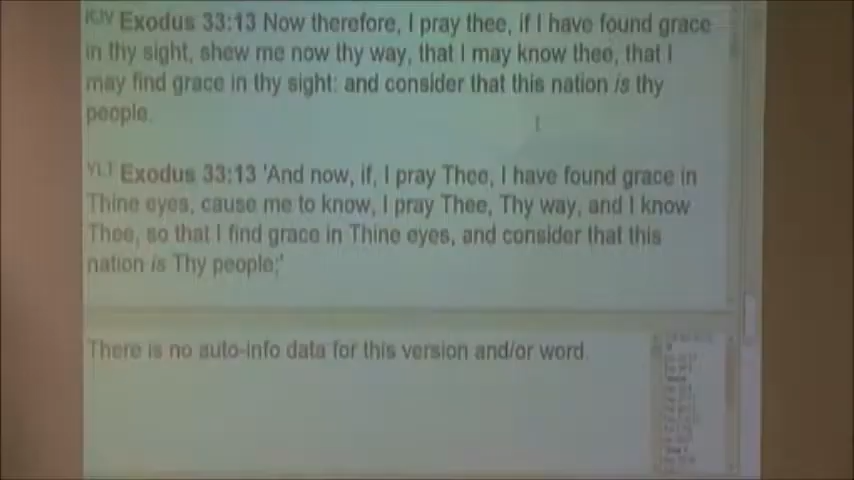 KJV Exodus 33:13 Now therefore, I pray thee, if I have found grace
in thy sight, shew me now thy way, that I may know thee, that I
may find grace in thy sight: and consider that this nation is thy
people.
YLT Exodus 33:13 'And now, if, I pray Thee, I have found grace in
Thine eyes, cause me to know, I pray Thee, Thy way, and I know
Thee, so that I find grace in Thine eyes, and consider that this
nation is Thy people;'
There is no auto-info data for this version and/or word.